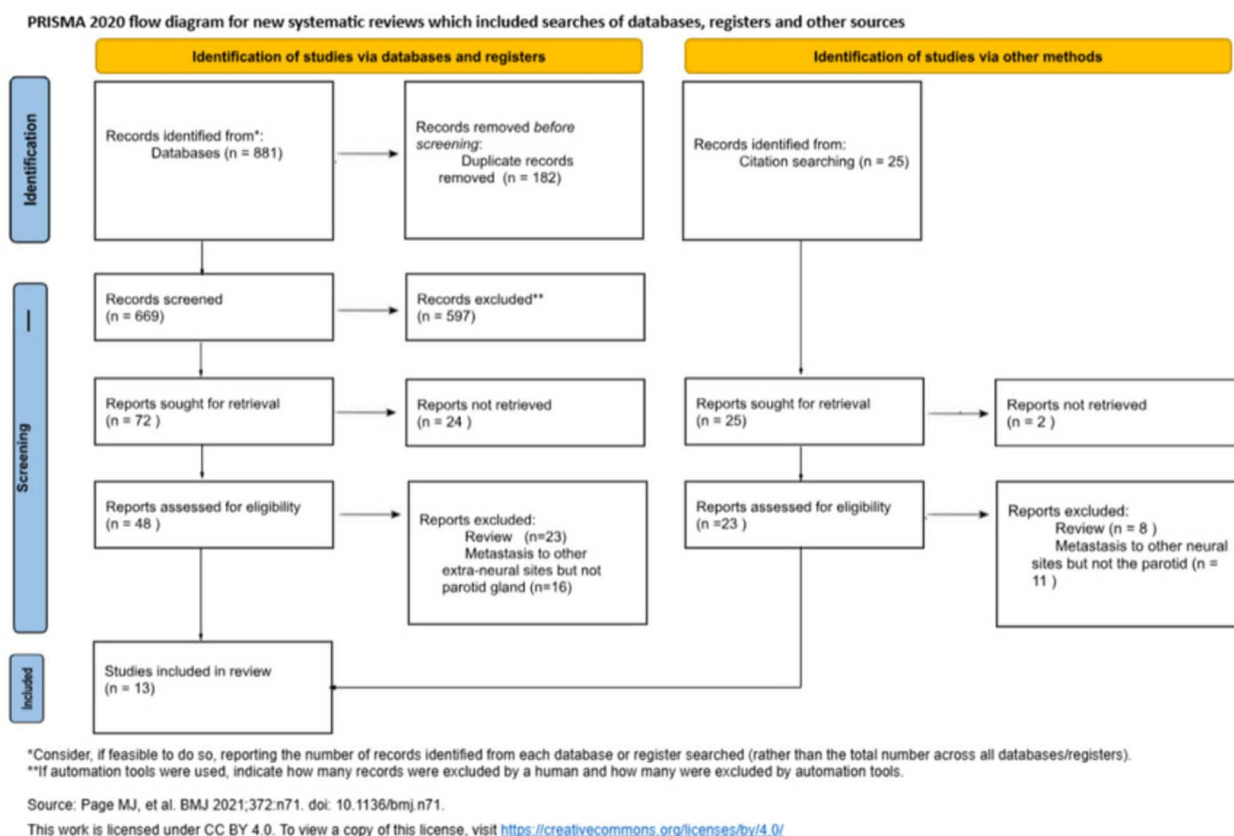 PRISMA 2020 flow diagram for new systematic reviews which included searches of databases, registers and other sources
Identification of studies via databases and registers
Identification of studies via other methods
Identification
Records identified from*:
Databases (n = 881)
Records removed before
screening:
Duplicate records
removed (n = 182)
Records identified from:
Citation searching (n = 25)
Screening
Records screened
(n = 669)
Records excluded**
(n = 597)
Reports sought for retrieval
(n = 72 )
Reports not retrieved
(n = 24 )
Reports sought for retrieval
(n = 25)
Reports not retrieved
(n = 2 )
Reports assessed for eligibility
(n = 48 )
Reports excluded:
Review (n=23)
Metastasis to other
extra-neural sites but not
parotid gland (n=16)
Reports assessed for eligibility
(n =23 )
Reports excluded:
Review (n = 8 )
Metastasis to other neural
sites but not the parotid (n =
11 )
Included
Studies included in review
(n = 13)
*Consider, if feasible to do so, reporting the number of records identified from each database or register searched (rather than the total number across all databases/registers).
**If automation tools were used, indicate how many records were excluded by a human and how many were excluded by automation tools.
Source: Page MJ, et al. BMJ 2021;372:n71. doi: 10.1136/bmj.n71.
This work is licensed under CC BY 4.0. To view a copy of this license, visit https://creativecommons.org/licenses/by/4.0/